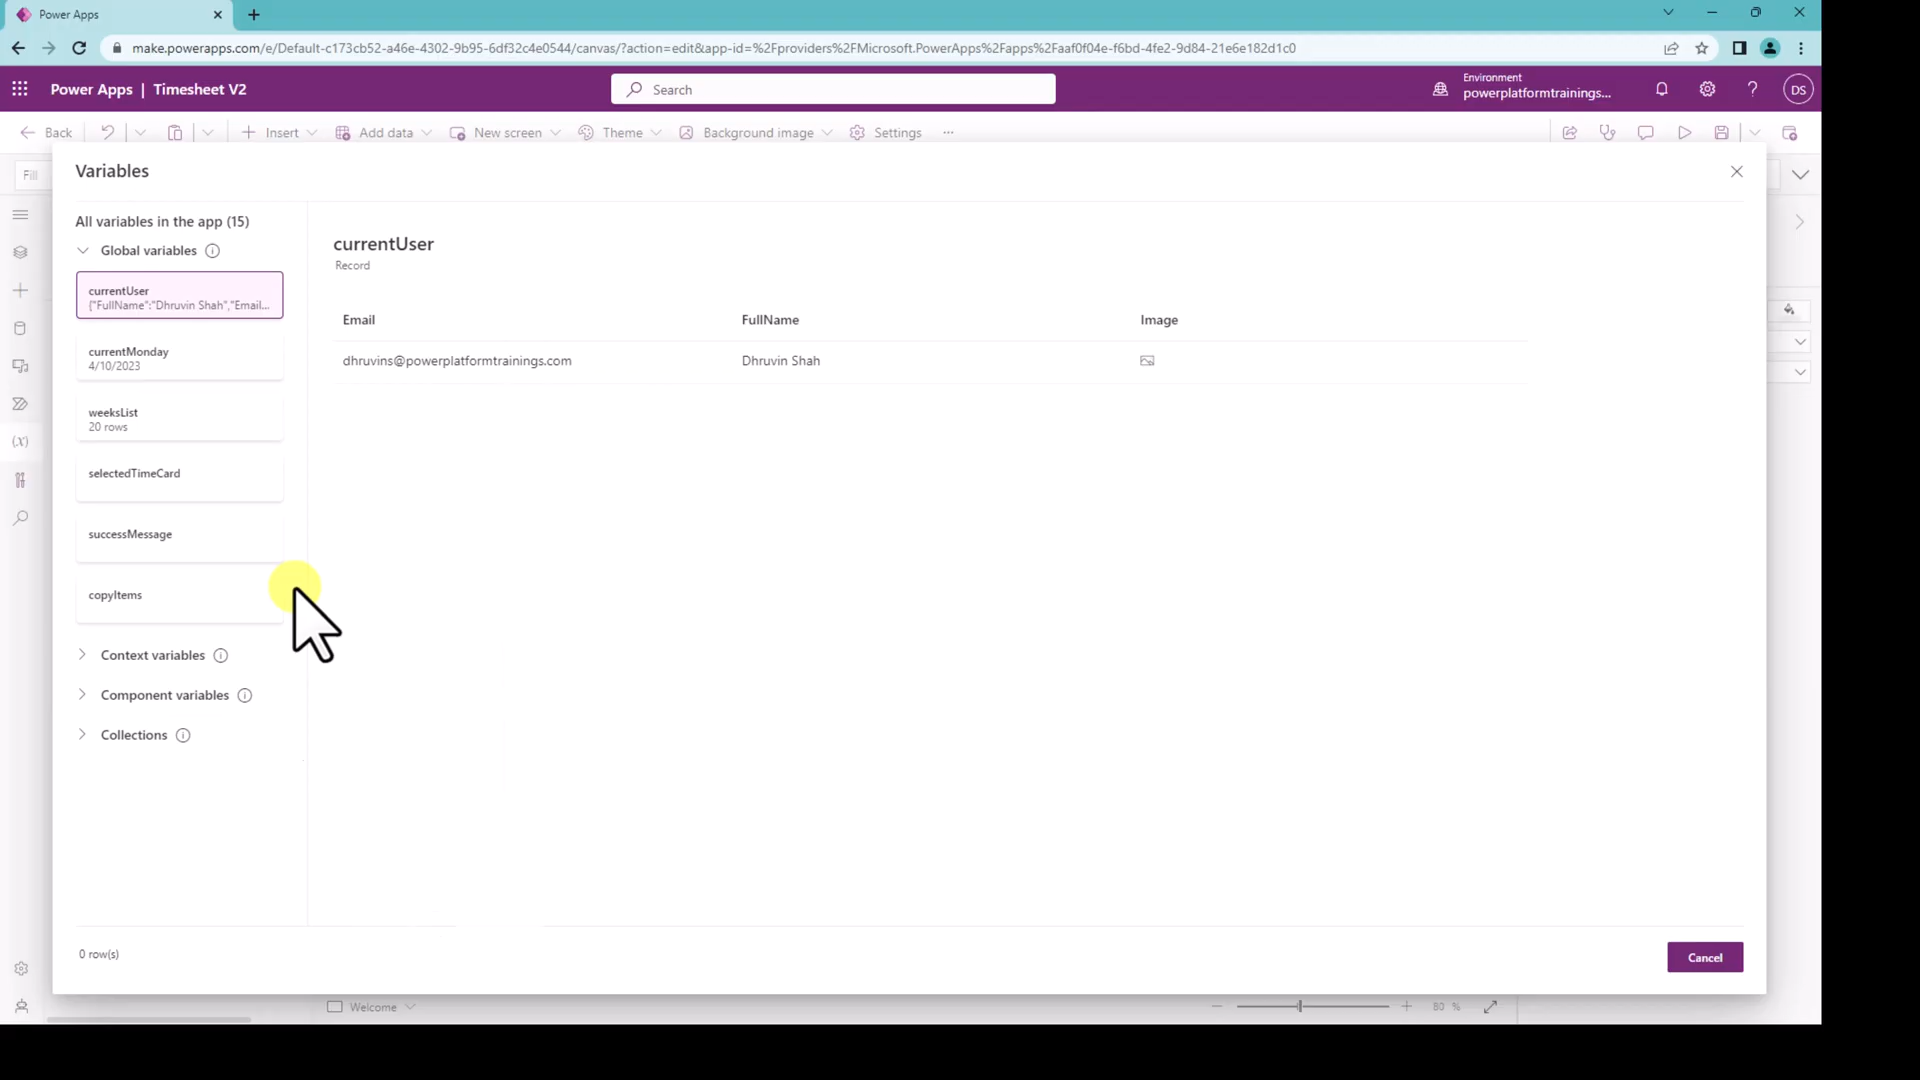 Power Apps
make.powerapps.com/e/Default-c173cb52-a46e-4302-9b95-6df32c4e0544/canvas/?action=edit&app-id=%2Fproviders%2FMicrosoft.PowerApps%2Fapps%2Faaf0f04e-f6bd-4fe2-9d84-21e6e182d1c0
Power Apps | Timesheet V2
Search
Environment
powerplatformtrainings...
DS
Back
Insert
Add data
New screen
Theme
Background image
Settings
Fill
Variables
All variables in the app (15)
Global variables
currentUser
{"FullName":"Dhruvin Shah","Email...
currentMonday
4/10/2023
weeksList
20 rows
selectedTimeCard
successMessage
copyItems
Context variables
Component variables
Collections
currentUser
Record
Email FullName Image
dhruvins@powerplatformtrainings.com Dhruvin Shah
0 row(s)
Cancel
Welcome
80 %